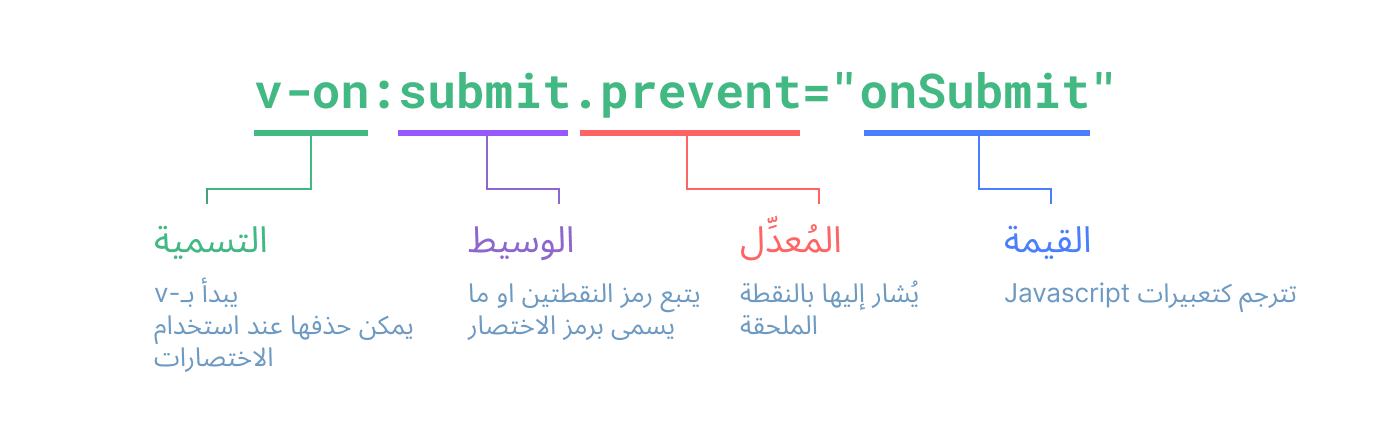 v-on:submit.prevent="onSubmit"
التسمية
يبدأ بـ-v
يمكن حذفها عند استخدام
الاختصارات
الوسيط
يتبع رمز النقطتين او ما
يسمى برمز الاختصار
المُعدِّل
يُشار إليها بالنقطة
الملحقة
القيمة
تترجم كتعبيرات Javascript